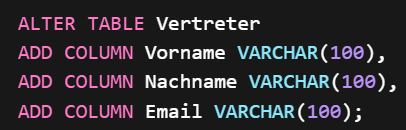 ALTER TABLE Vertreter
ADD COLUMN Vorname VARCHAR(100),
ADD COLUMN Nachname VARCHAR(100),
ADD COLUMN Email VARCHAR(100);